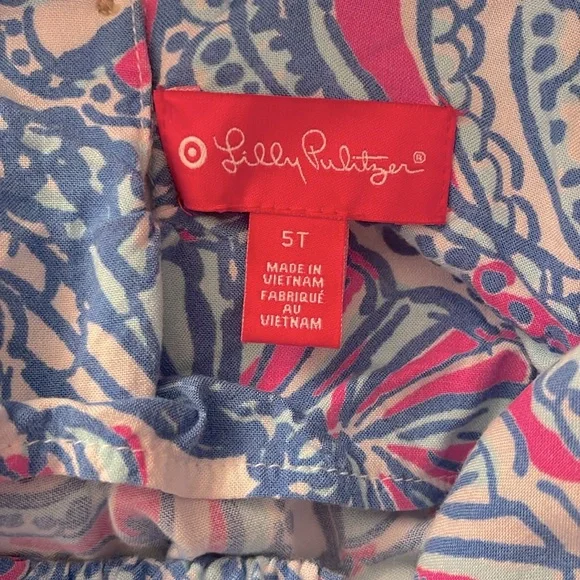 Lilly Pulitzer®
5T
MADE IN
VIETNAM
FABRIQUÉ
AU
VIETNAM